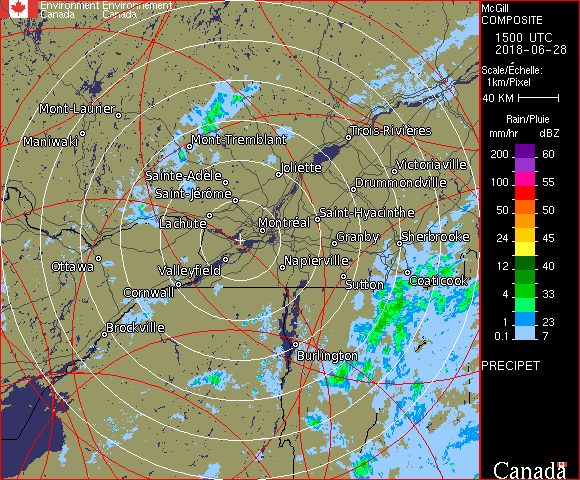 Environment Environnement
Canada Canada
McGill
COMPOSITE
1500 UTC
2018-06-28
Scale/Échelle:
1km/Pixel
40 KM
Rain/Pluie
mm/hr dBZ
200 60
100 55
50 50
24 45
12 40
4 33
1 23
0.1 7
PRECIPET
Canada
Mont-Laurier
Maniwaki
Mont-Tremblant
Trois-Rivières
Joliette
Victoriaville
Sainte-Adèle
Drummondville
Saint-Jérôme
Lachute
Saint-Hyacinthe
Montréal
Granby
Sherbrooke
Ottawa
Valleyfield
Napierville
Cornwall
Sutton
Coaticook
Brockville
Burlington